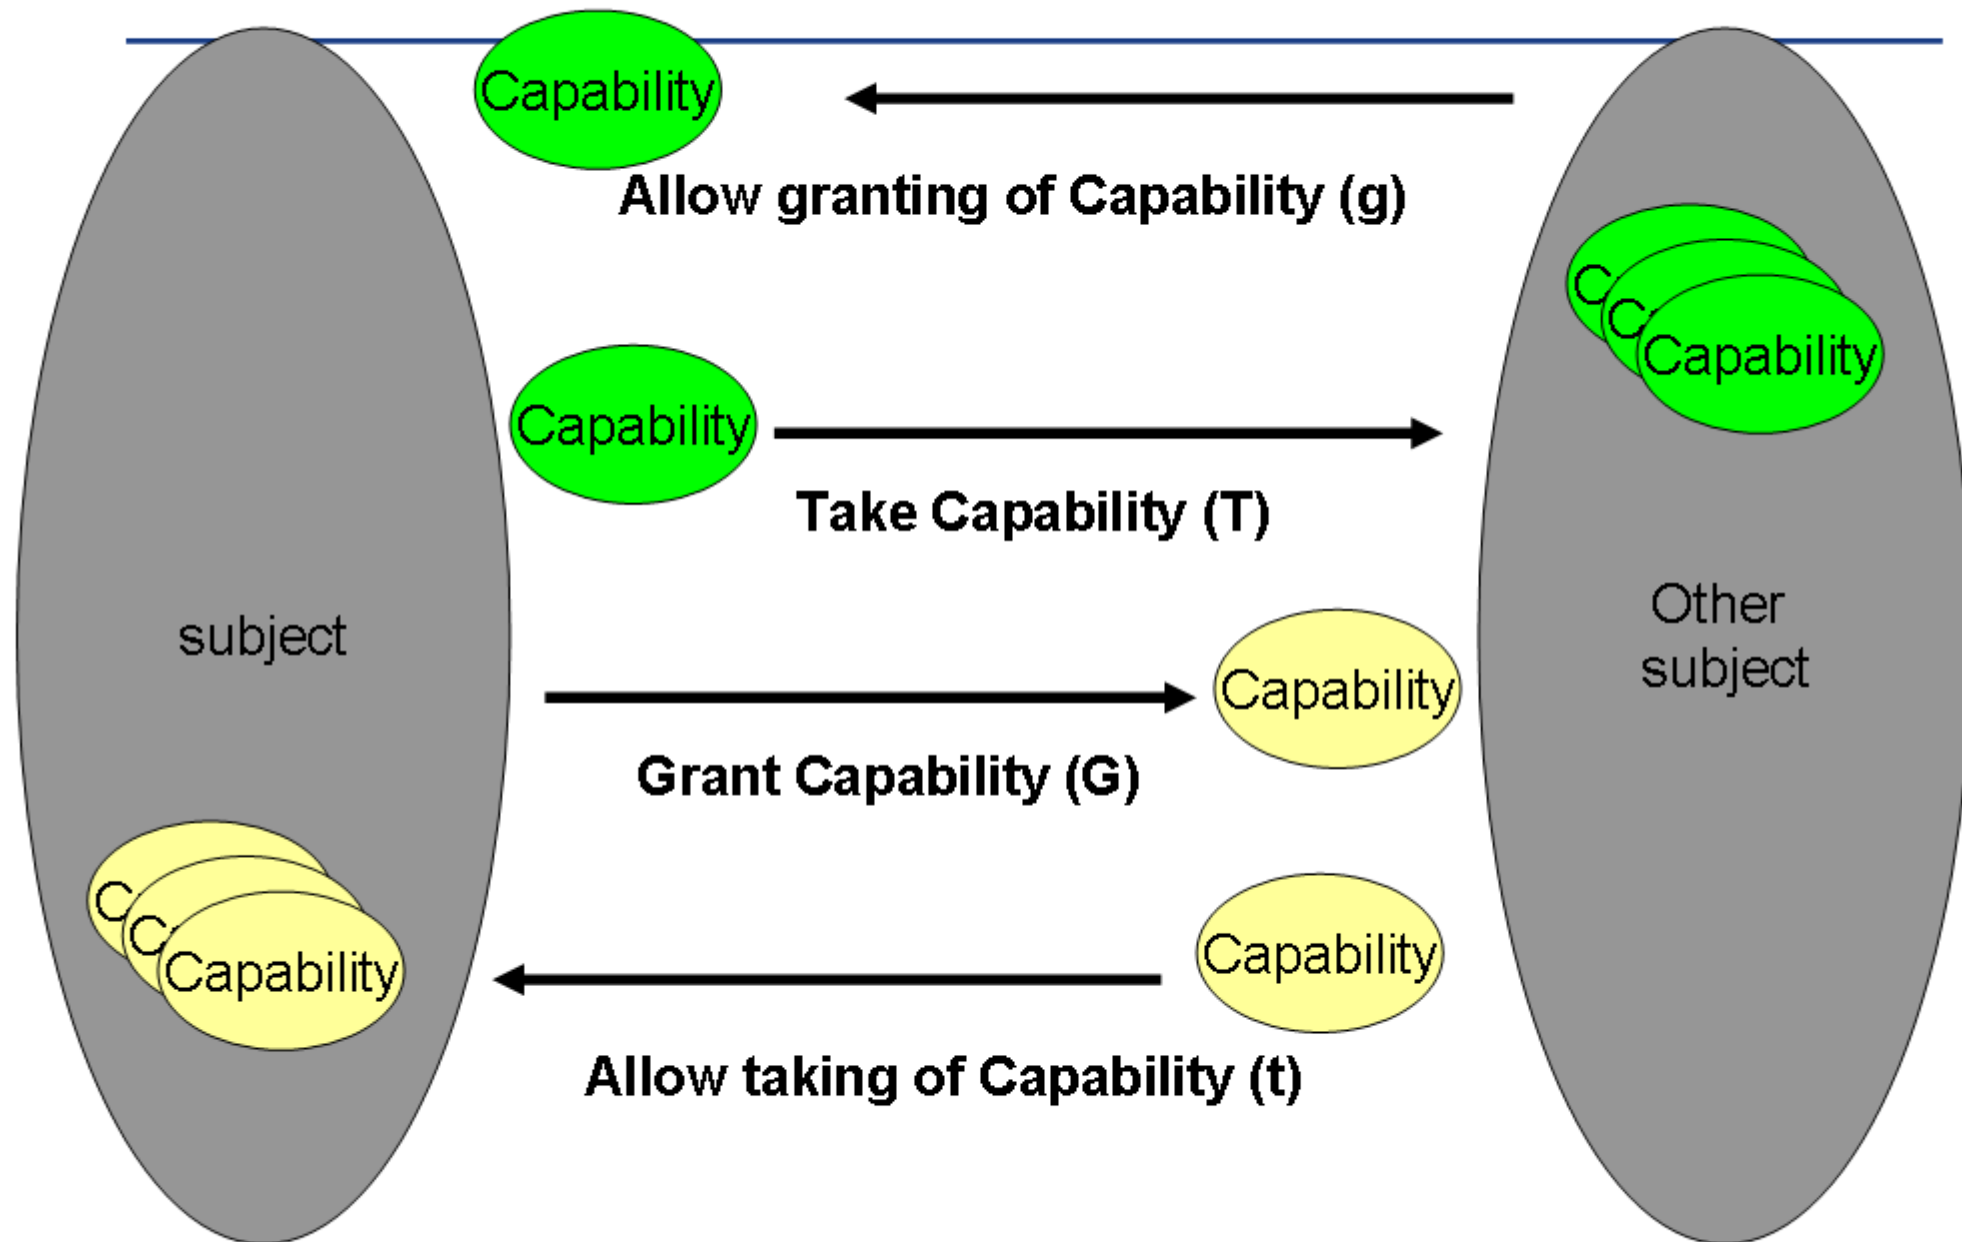 Capability
Allow granting of Capability (g)
C
C
Capability
Capability
Take Capability (T)
subject
Other
subject
Capability
Grant Capability (G)
C
C
Capability
Capability
Allow taking of Capability (t)